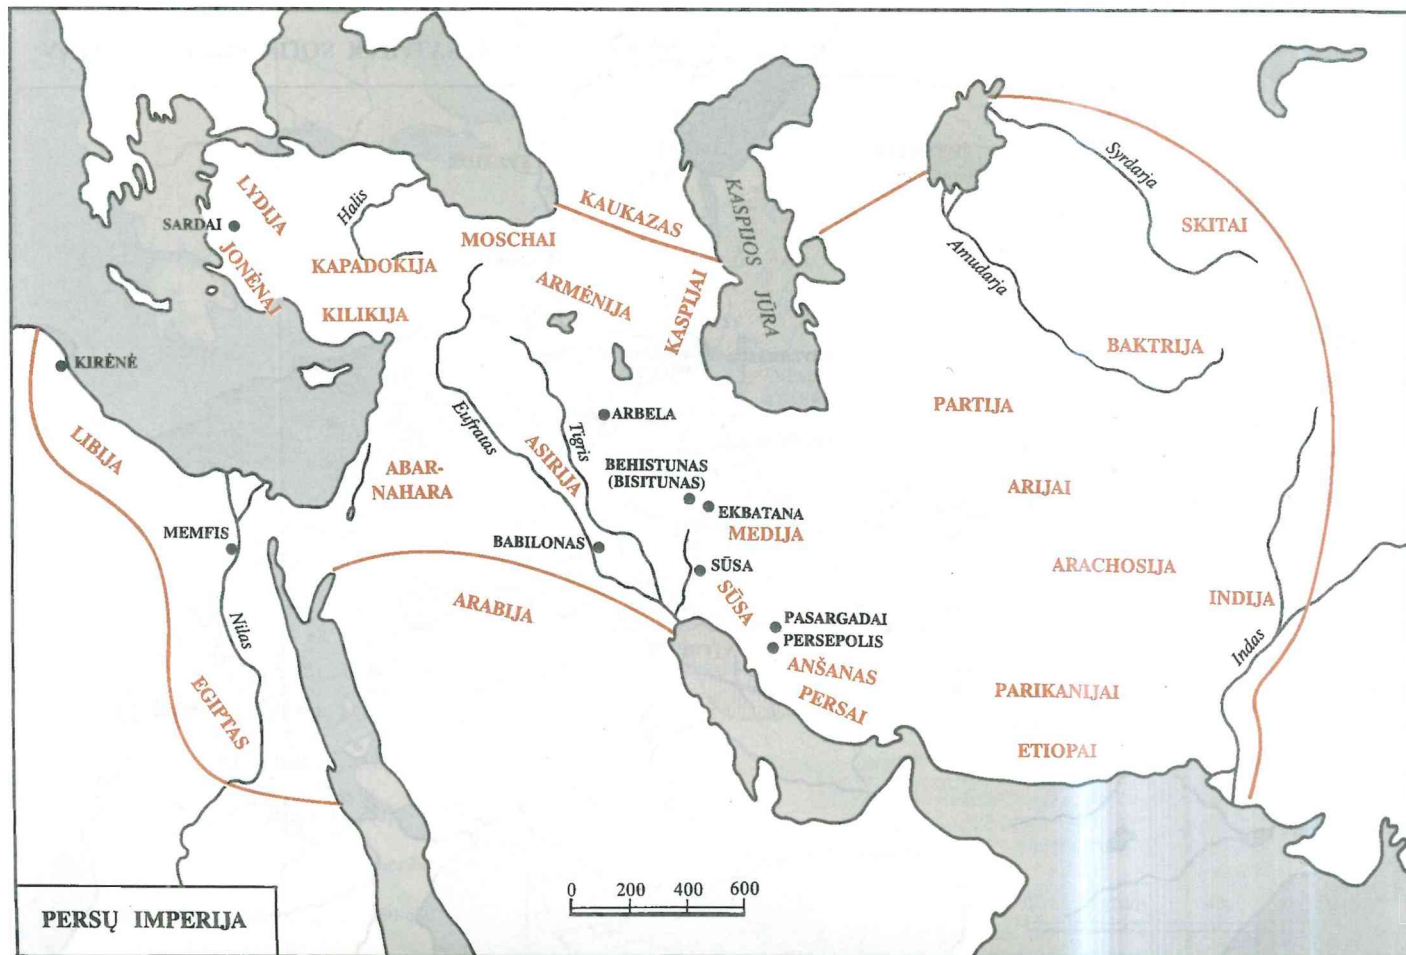 Syrdarja
KASPIJOS
JŪRA
KAUKAZAS
LYDIJA
Halis
SARDAI
JONĖNAI
MOSCHAI
SKITAI
KAPADOKIJA
ARMĖNIJA
KASPIJAI
Amudarja
KILIKIJA
BAKTRIJA
KIRĖNĖ
PARTIJA
ARBELA
Eufratas
Tigris
LIBIJA
ASIRIJA
ABAR-
NAHARA
BEHISTUNAS
(BISITUNAS)
ARIJAI
EKBATANA
MEDIJA
MEMFIS
BABILONAS
SŪSA
SŪSA
ARACHOSIJA
ARABIJA
INDIJA
Nilas
PASARGADAI
PERSEPOLIS
Indas
ANŠANAS
PERSAI
PARIKANIJAI
EGIPTAS
ETIOPAI
0 200 400 600
PERSŲ IMPERIJA